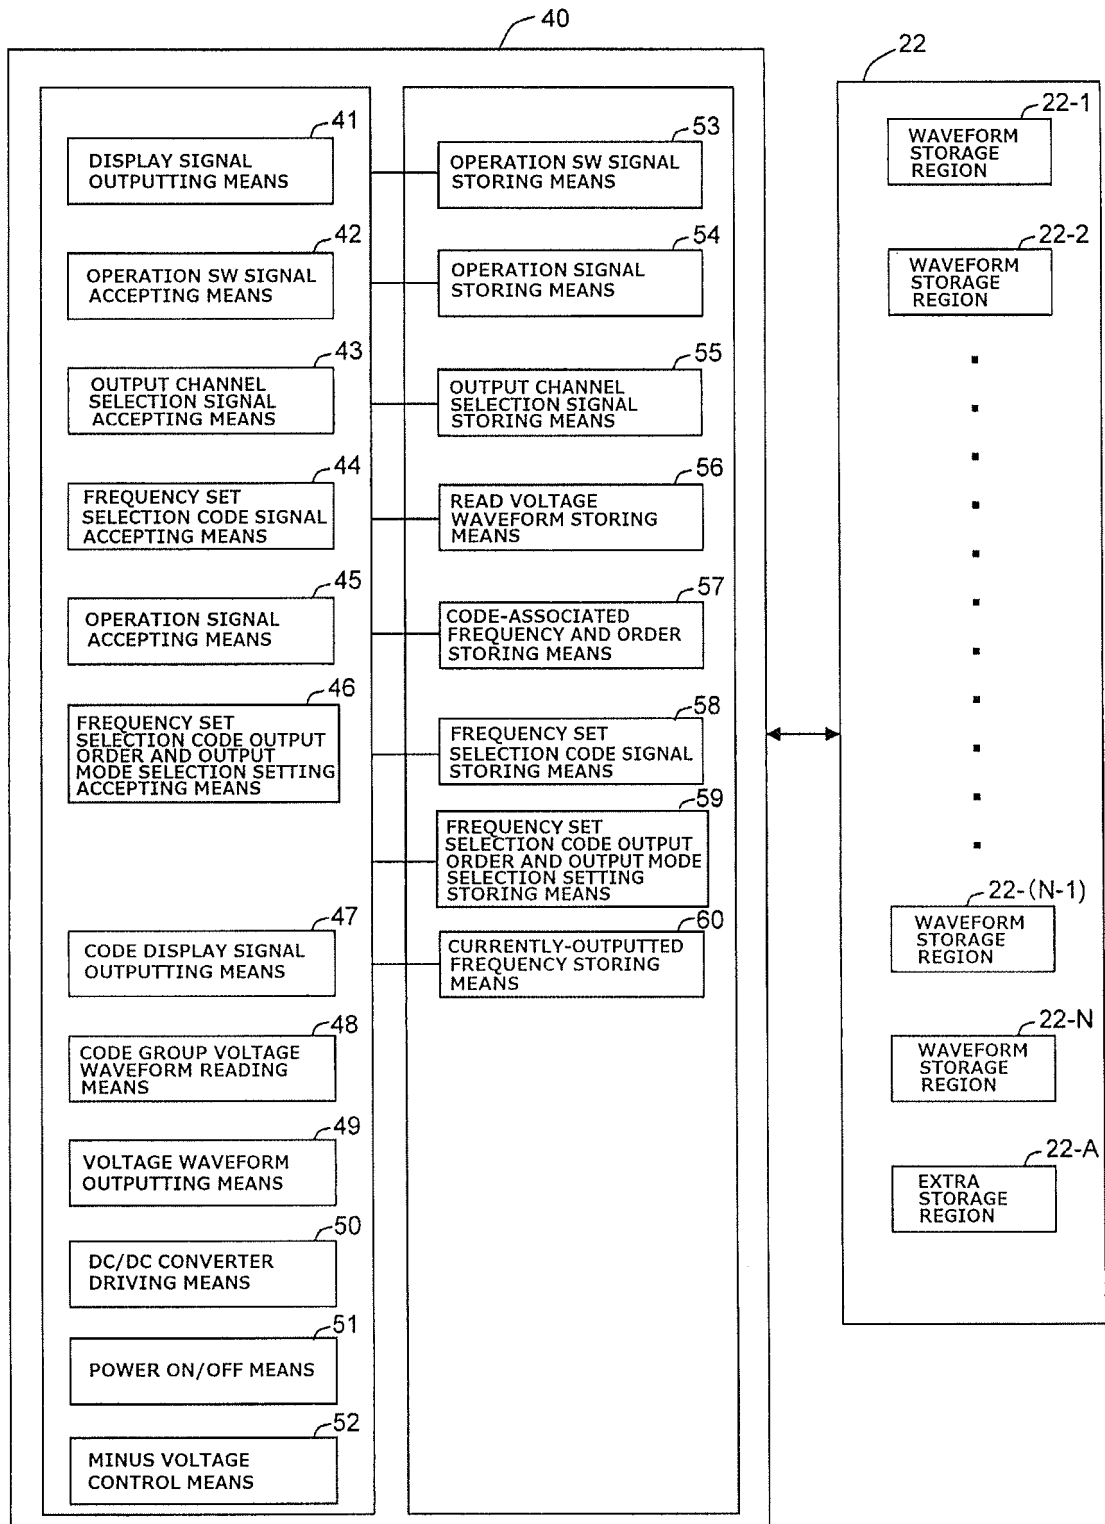 40
41
DISPLAY SIGNAL
OUTPUTTING MEANS
42
OPERATION SW SIGNAL
ACCEPTING MEANS
43
OUTPUT CHANNEL
SELECTION SIGNAL
ACCEPTING MEANS
44
FREQUENCY SET
SELECTION CODE SIGNAL
ACCEPTING MEANS
45
OPERATION SIGNAL
ACCEPTING MEANS
46
FREQUENCY SET
SELECTION CODE OUTPUT
ORDER AND OUTPUT
MODE SELECTION SETTING
ACCEPTING MEANS
47
CODE DISPLAY SIGNAL
OUTPUTTING MEANS
48
CODE GROUP VOLTAGE
WAVEFORM READING
MEANS
49
VOLTAGE WAVEFORM
OUTPUTTING MEANS
50
DC/DC CONVERTER
DRIVING MEANS
51
POWER ON/OFF MEANS
52
MINUS VOLTAGE
CONTROL MEANS
53
OPERATION SW SIGNAL
STORING MEANS
54
OPERATION SIGNAL
STORING MEANS
55
OUTPUT CHANNEL
SELECTION SIGNAL
STORING MEANS
56
READ VOLTAGE
WAVEFORM STORING
MEANS
57
CODE-ASSOCIATED
FREQUENCY AND ORDER
STORING MEANS
58
FREQUENCY SET
SELECTION CODE SIGNAL
STORING MEANS
59
FREQUENCY SET
SELECTION CODE OUTPUT
ORDER AND OUTPUT MODE
SELECTION SETTING
STORING MEANS
60
CURRENTLY-OUTPUTTED
FREQUENCY STORING
MEANS
22
22-1
WAVEFORM
STORAGE
REGION
22-2
WAVEFORM
STORAGE
REGION
22-(N-1)
WAVEFORM
STORAGE
REGION
22-N
WAVEFORM
STORAGE
REGION
22-A
EXTRA
STORAGE
REGION